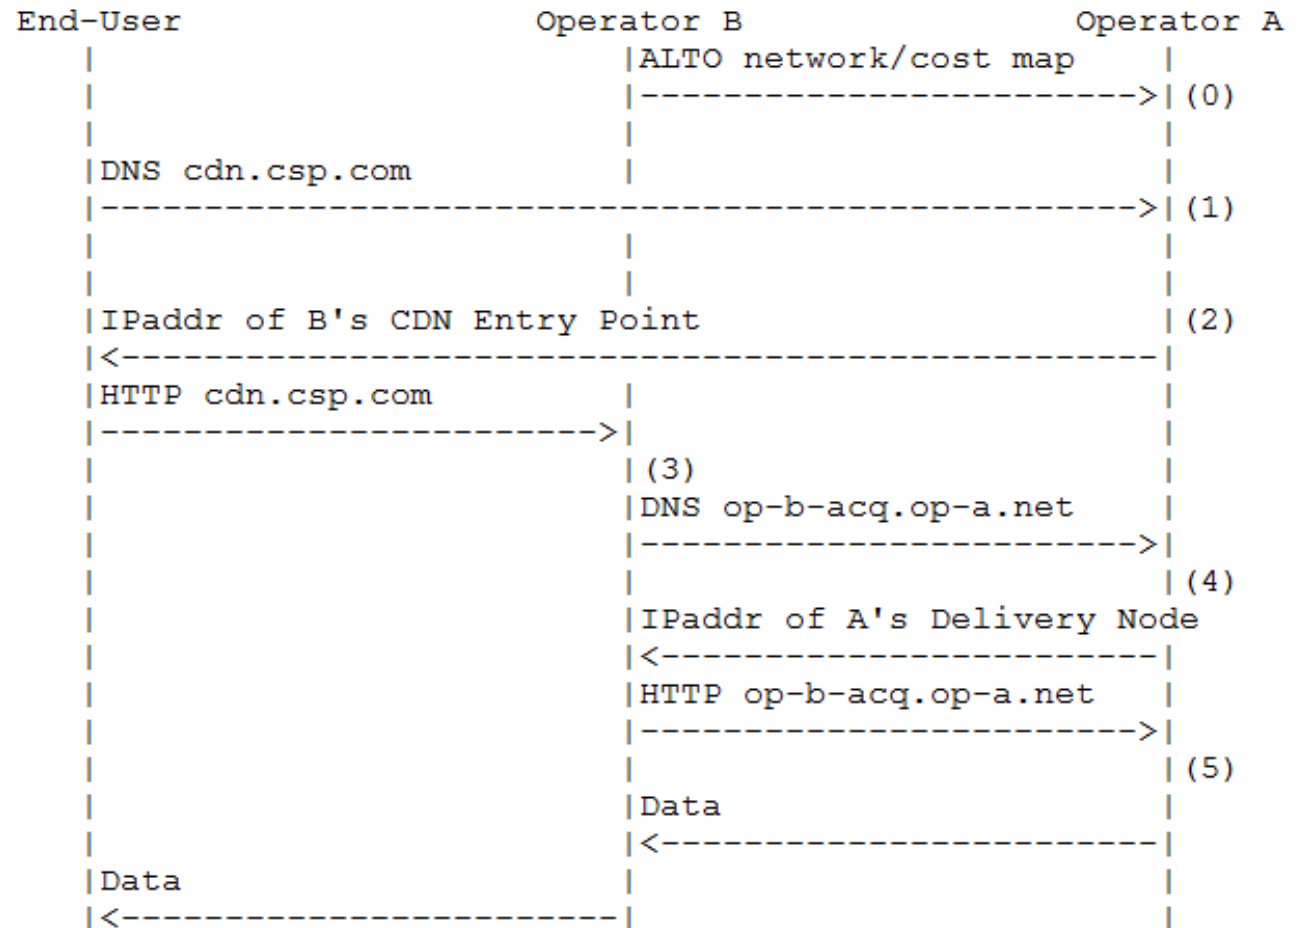 End-User Operator B Operator A
|ALTO network/cost map
|------------------------>|(0)
|DNS cdn.csp.com
|-------------------------------------------------->|(1)
|IPaddr of B's CDN Entry Point |(2)
|<--------------------------------------------------|
|HTTP cdn.csp.com
|------------------------>|
|(3)
|DNS op-b-acq.op-a.net
|------------------------>|
|(4)
|IPaddr of A's Delivery Node
|<------------------------|
|HTTP op-b-acq.op-a.net
|------------------------>|
|(5)
|Data
|<------------------------|
|Data
|<------------------------|